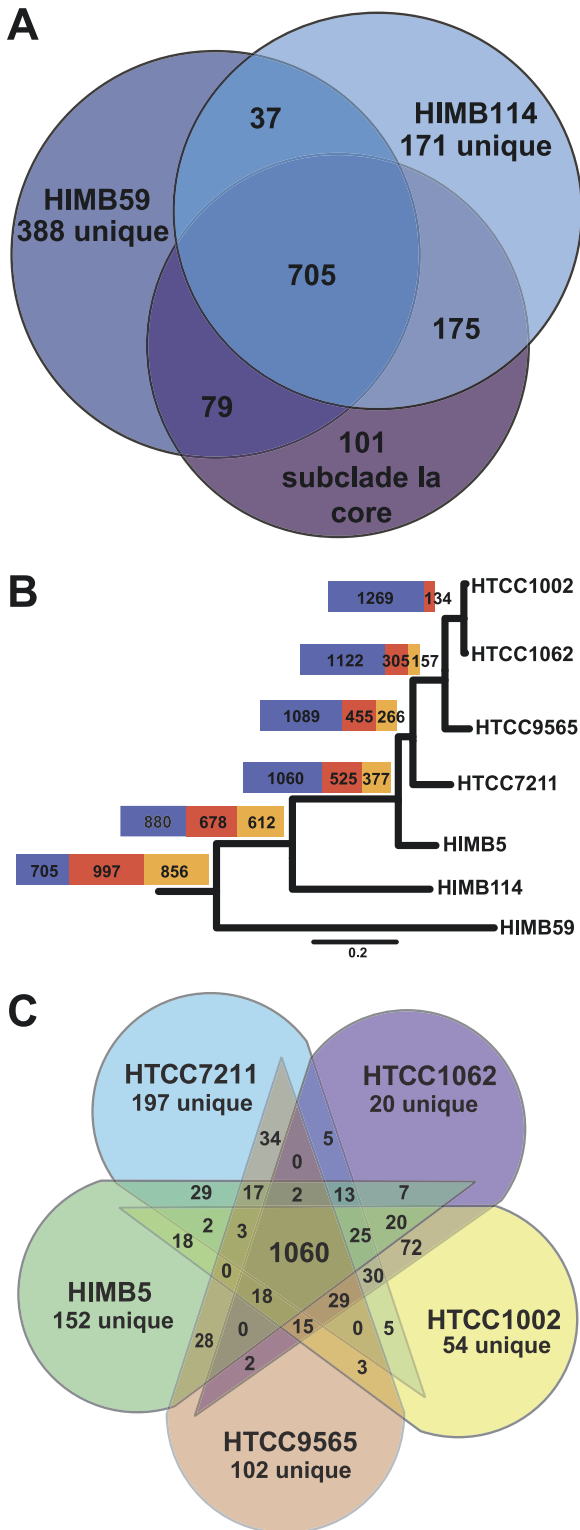 A
37
HIMB114
171 unique
HIMB59
388 unique
705
175
79
101
subclade Ia
core
B
1269 134
HTCC1002
1122 305 157
HTCC1062
1089 455 266
HTCC9565
1060 525 377
HTCC7211
880 678 612
HIMB5
705 997 856
HIMB114
HIMB59
0.2
C
HTCC7211
197 unique
HTCC1062
20 unique
34 5
0
29 17 2 13 7
2 3 25 20
18 1060 72
0 30
HIMB5
152 unique
18 29
HTCC1002
54 unique
28 0 15 0 5
2 3
HTCC9565
102 unique